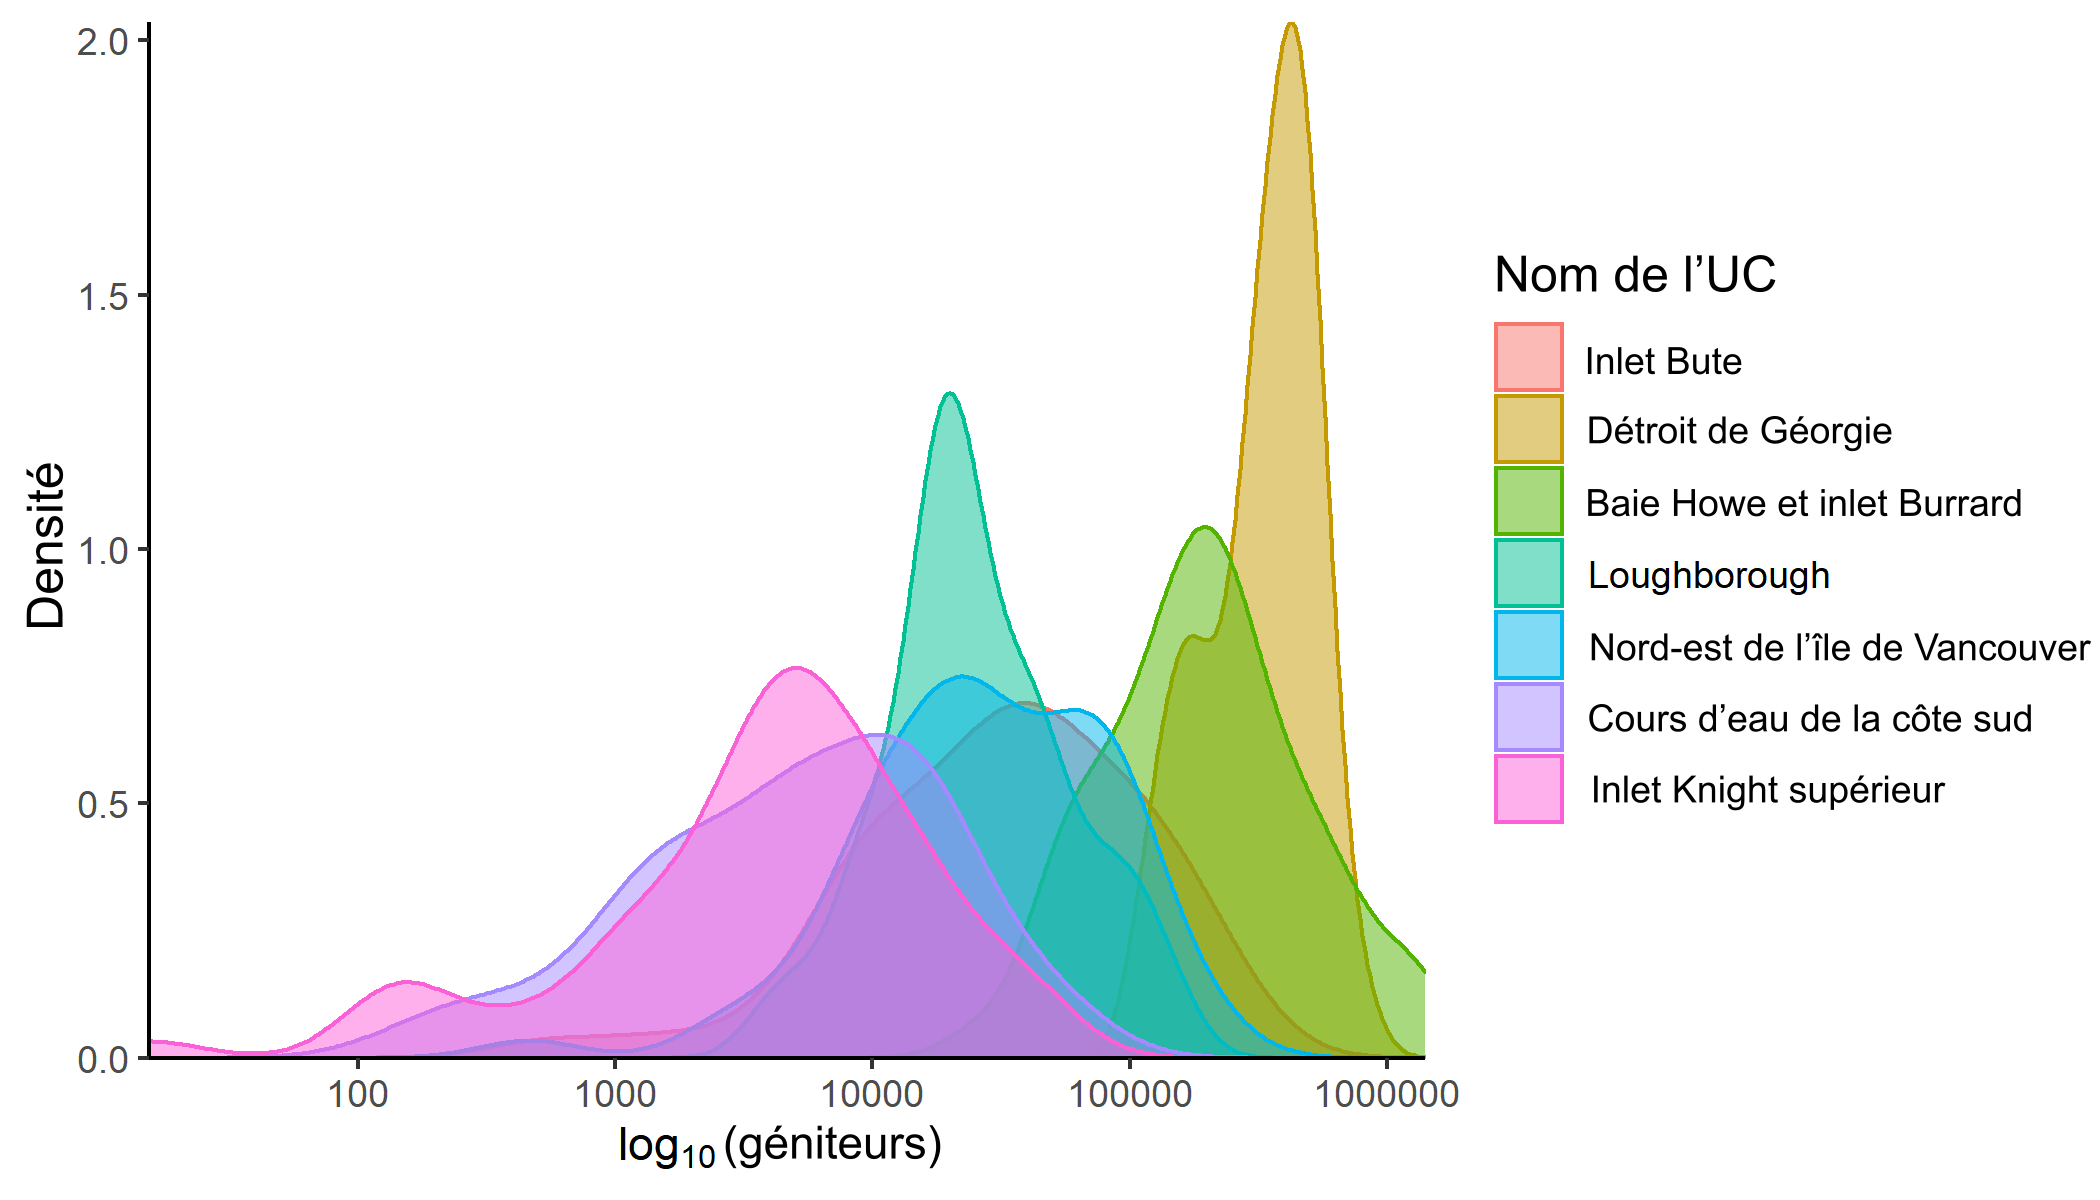 2.0
1.5
1.0
0.5
0.0
Densité
100 1000 10000 100000 1000000
log10 (géniteurs)
Nom de l’UC
Inlet Bute
Détroit de Géorgie
Baie Howe et inlet Burrard
Loughborough
Nord-est de l’île de Vancouver
Cours d’eau de la côte sud
Inlet Knight supérieur